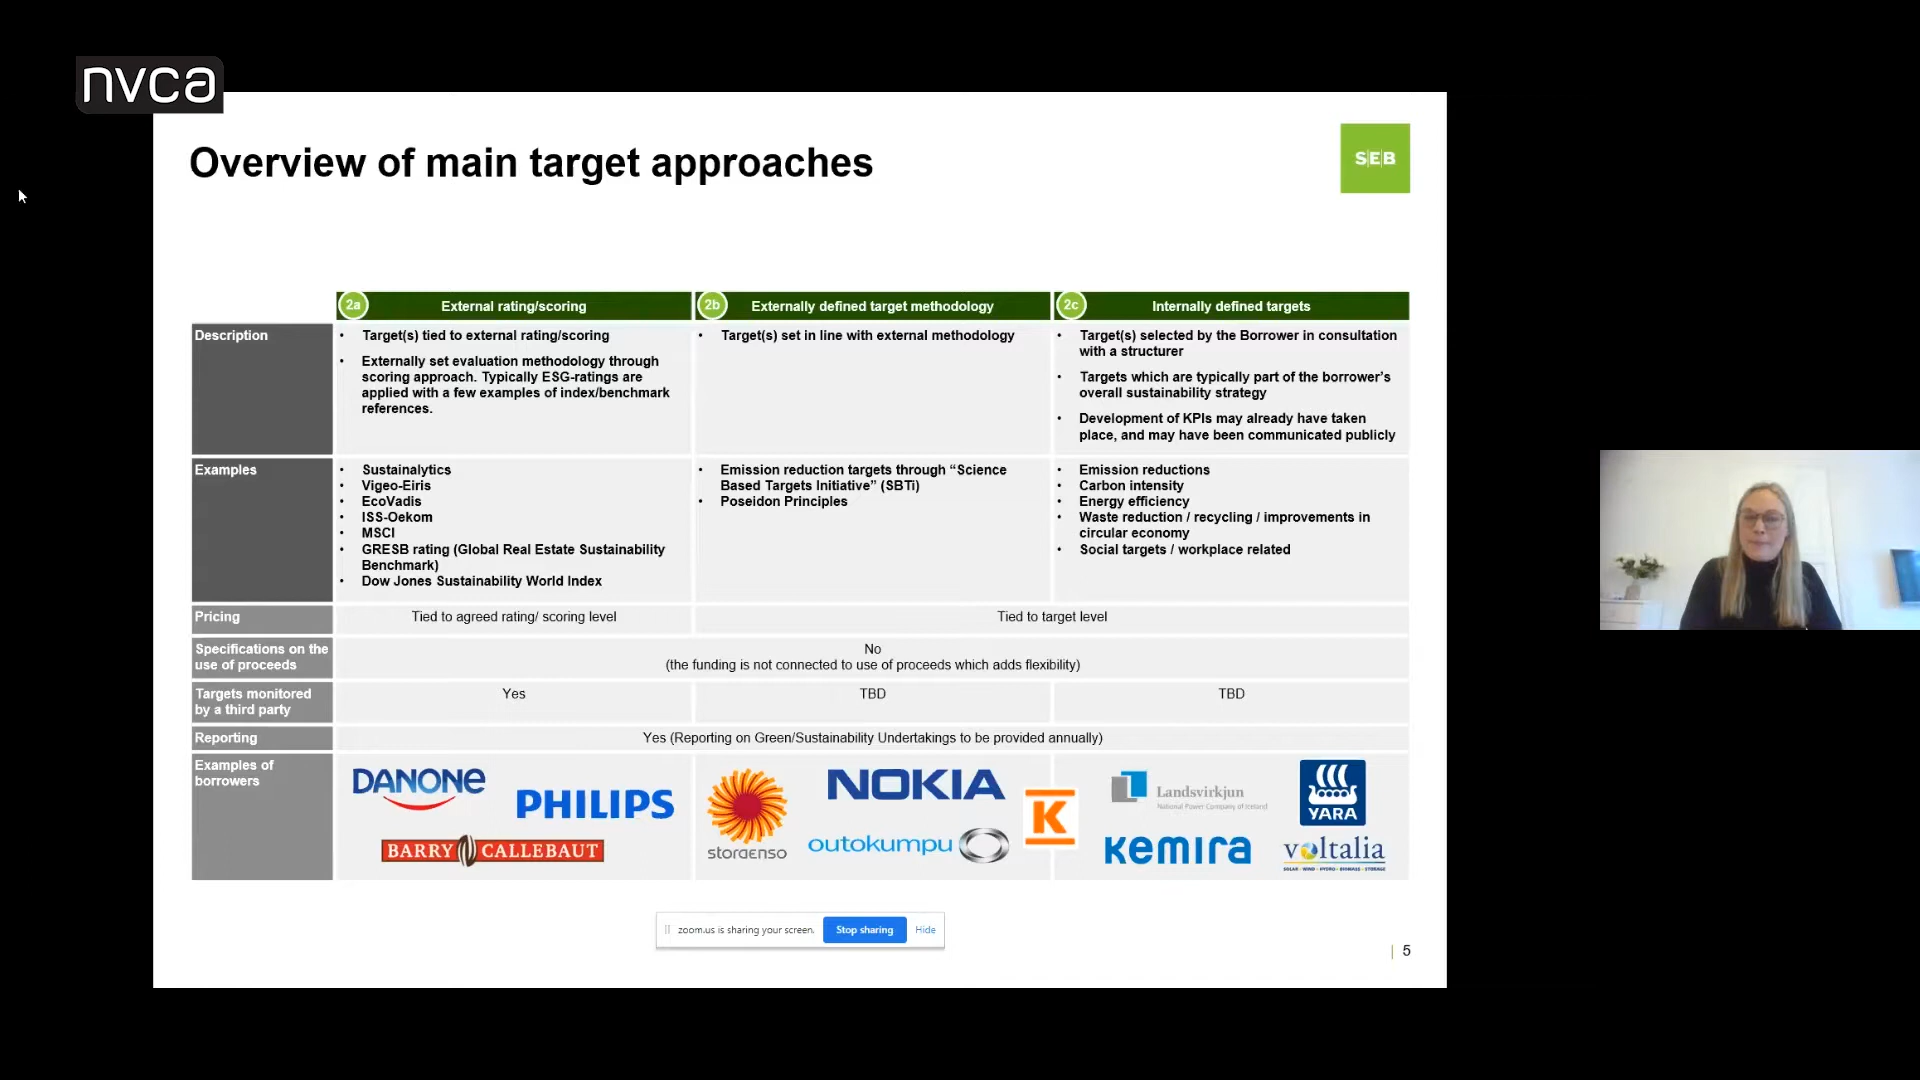 nvca
Overview of main target approaches
S|E|B
2a External rating/scoring
2b Externally defined target methodology
2c Internally defined targets
Description
• Target(s) tied to external rating/scoring
• Externally set evaluation methodology through
scoring approach. Typically ESG-ratings are
applied with a few examples of index/benchmark
references.
• Target(s) set in line with external methodology
• Target(s) selected by the Borrower in consultation
with a structurer
• Targets which are typically part of the borrower's
overall sustainability strategy
• Development of KPIs may already have taken
place, and may have been communicated publicly
Examples
• Sustainalytics
• Vigeo-Eiris
• EcoVadis
• ISS-Oekom
• MSCI
• GRESB rating (Global Real Estate Sustainability
Benchmark)
• Dow Jones Sustainability World Index
• Emission reduction targets through “Science
Based Targets Initiative” (SBTi)
• Poseidon Principles
• Emission reductions
• Carbon intensity
• Energy efficiency
• Waste reduction / recycling / improvements in
circular economy
• Social targets / workplace related
Pricing
Tied to agreed rating/ scoring level
Tied to target level
Specifications on the
use of proceeds
No
(the funding is not connected to use of proceeds which adds flexibility)
Targets monitored
by a third party
Yes
TBD
TBD
Reporting
Yes (Reporting on Green/Sustainability Undertakings to be provided annually)
Examples of
borrowers
DANONE
PHILIPS
BARRY CALLEBAUT
storaenso
NOKIA
outokumpu
K
Landsvirkjun
National Power Company of Iceland
YARA
kemira
voltalia
SOLAR • WIND • HYDRO • BIOMASS • STORAGE
zoom.us is sharing your screen.
Stop sharing
Hide
| 5